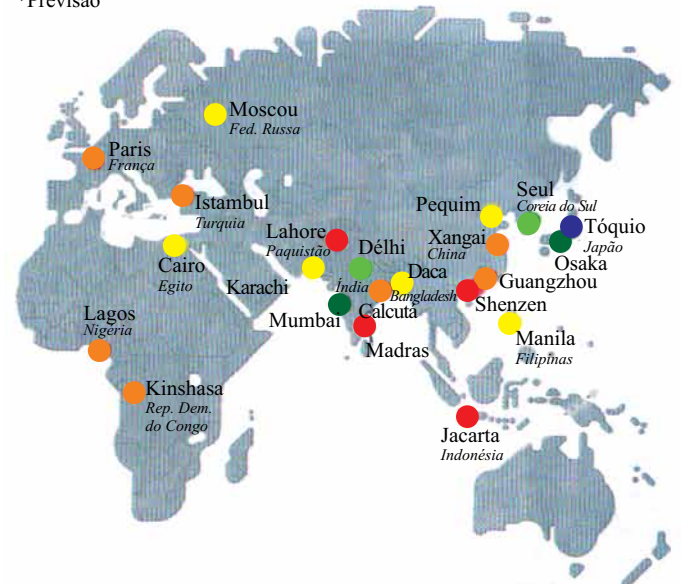 *Previsão
Moscou
Fed. Russa
Paris
França
Istambul
Turquia
Cairo
Egito
Lagos
Nigéria
Kinshasa
Rep. Dem.
do Congo
Lahore
Paquistão
Karachi
Délhi
Índia
Mumbai
Calcutá
Madras
Daca
Bangladesh
Pequim
Seul
Coreia do Sul
Xangai
China
Tóquio
Japão
Osaka
Guangzhou
Shenzen
Manila
Filipinas
Jacarta
Indonésia